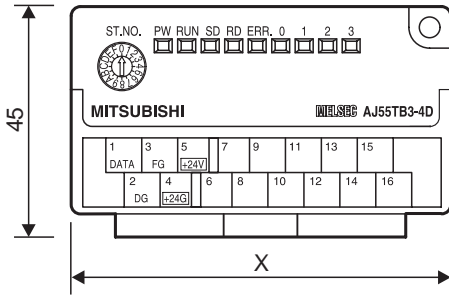 ST.NO. PW RUN SD RD ERR. 0 1 2 3
0123456789ABCDEF
MITSUBISHI MELSEC AJ55TB3-4D
1 3 5 7 9 11 13 15
DATA FG +24V
2 4 6 8 10 12 14 16
DG +24G
45
X